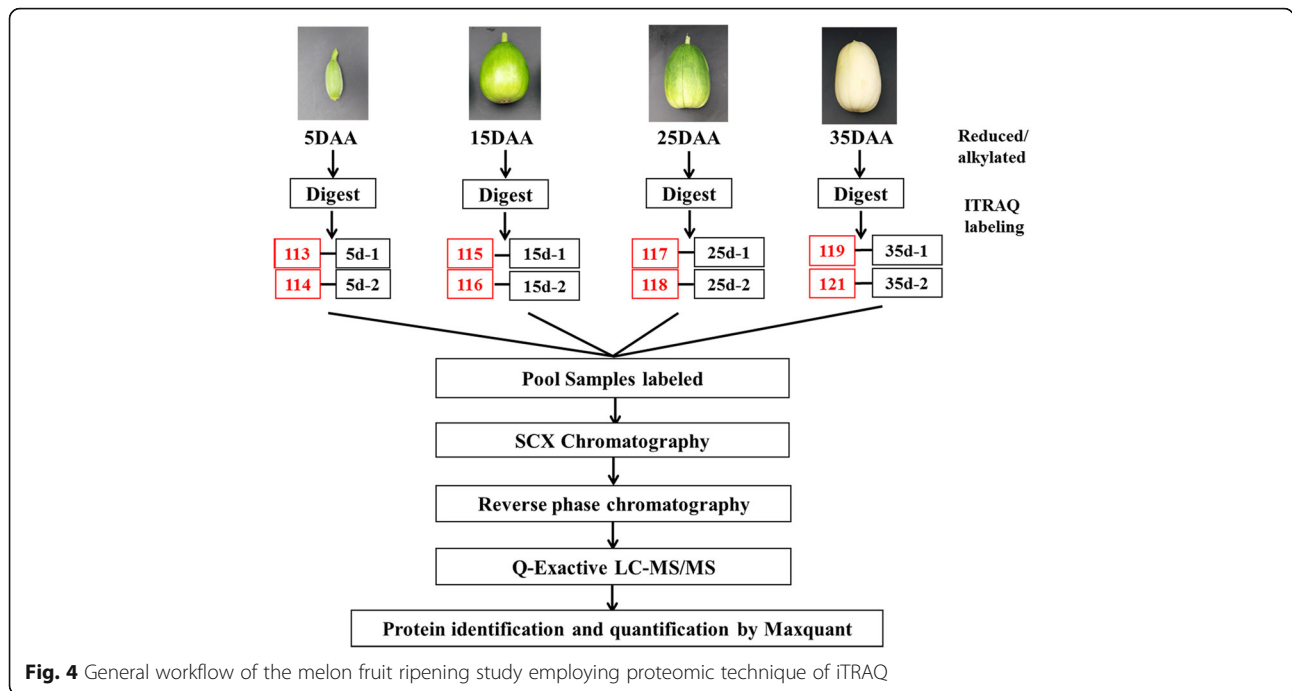 5DAA 15DAA 25DAA 35DAA
Reduced/
alkylated
Digest Digest Digest Digest
ITRAQ
labeling
113 5d-1 115 15d-1 117 25d-1 119 35d-1
114 5d-2 116 15d-2 118 25d-2 121 35d-2
Pool Samples labeled
SCX Chromatography
Reverse phase chromatography
Q-Exactive LC-MS/MS
Protein identification and quantification by Maxquant
Fig. 4 General workflow of the melon fruit ripening study employing proteomic technique of iTRAQ